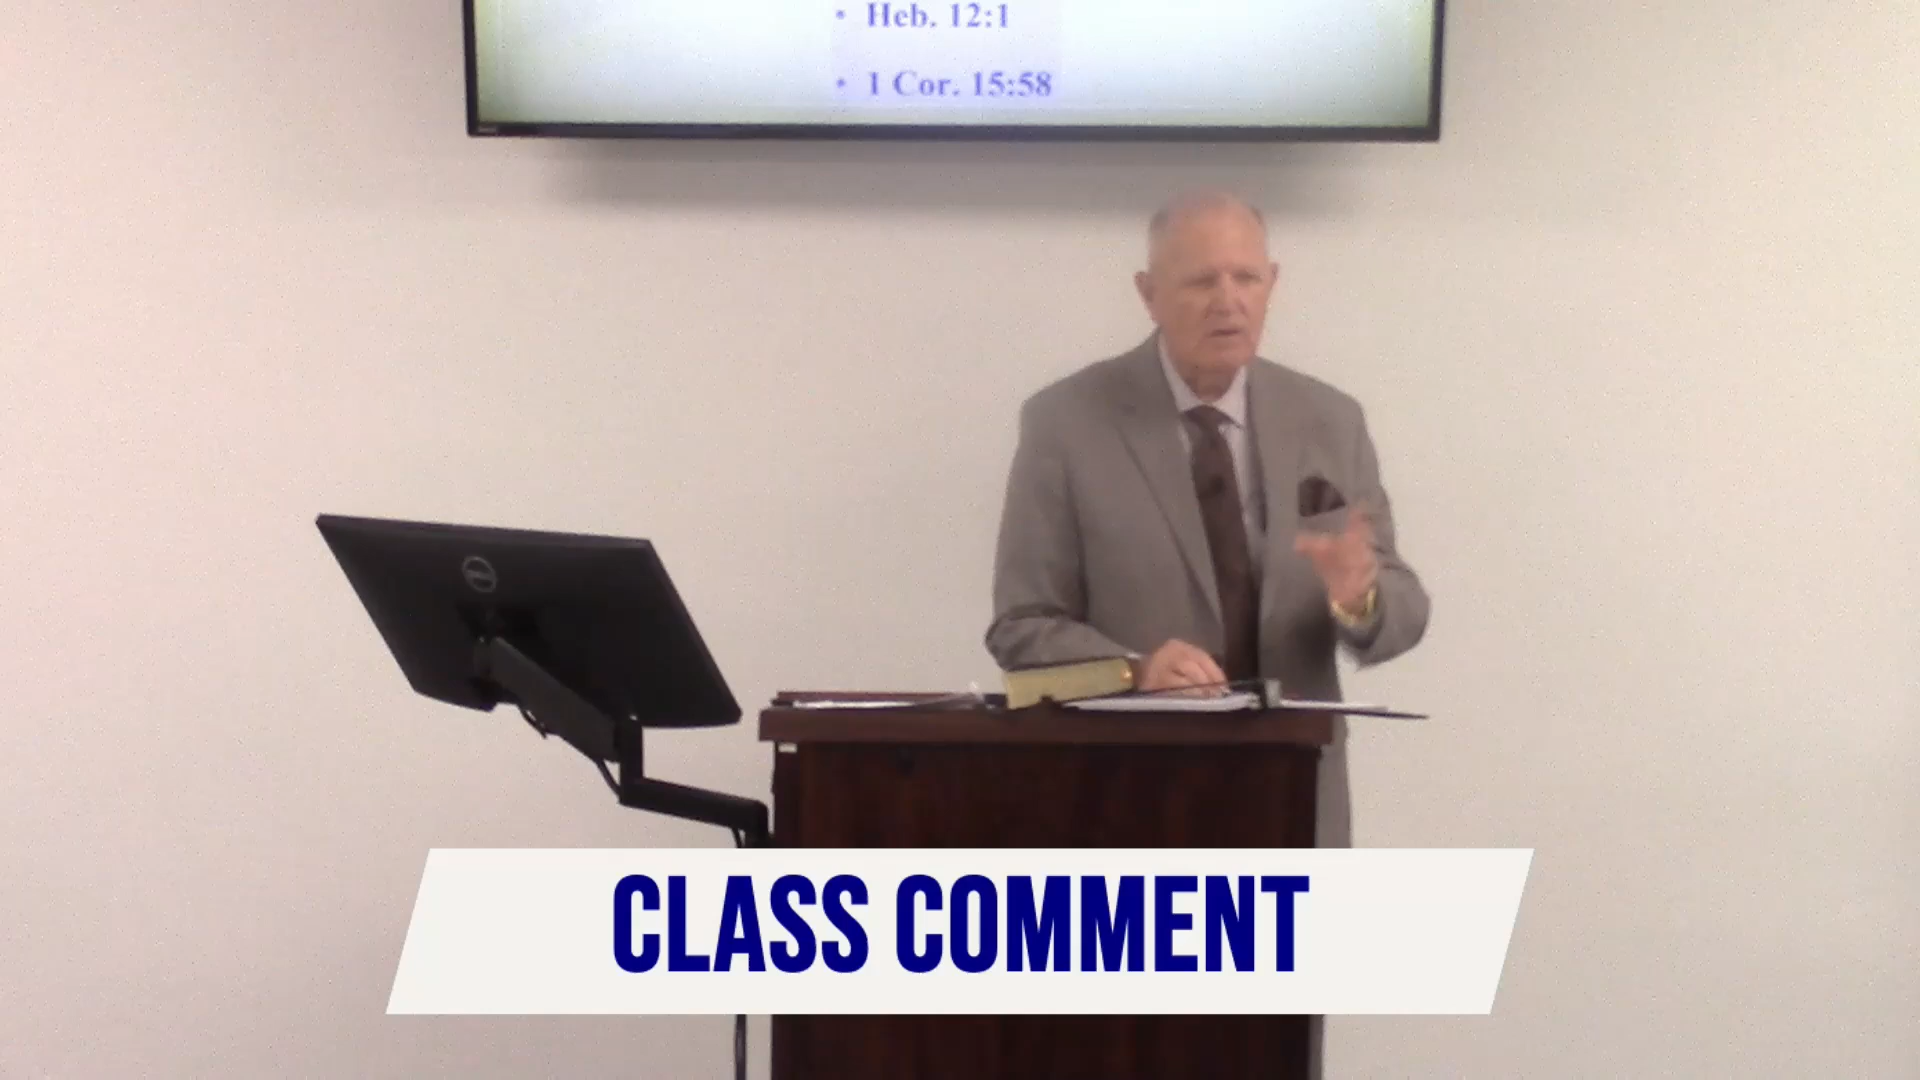 • Heb. 12:1
• 1 Cor. 15:58
CLASS COMMENT